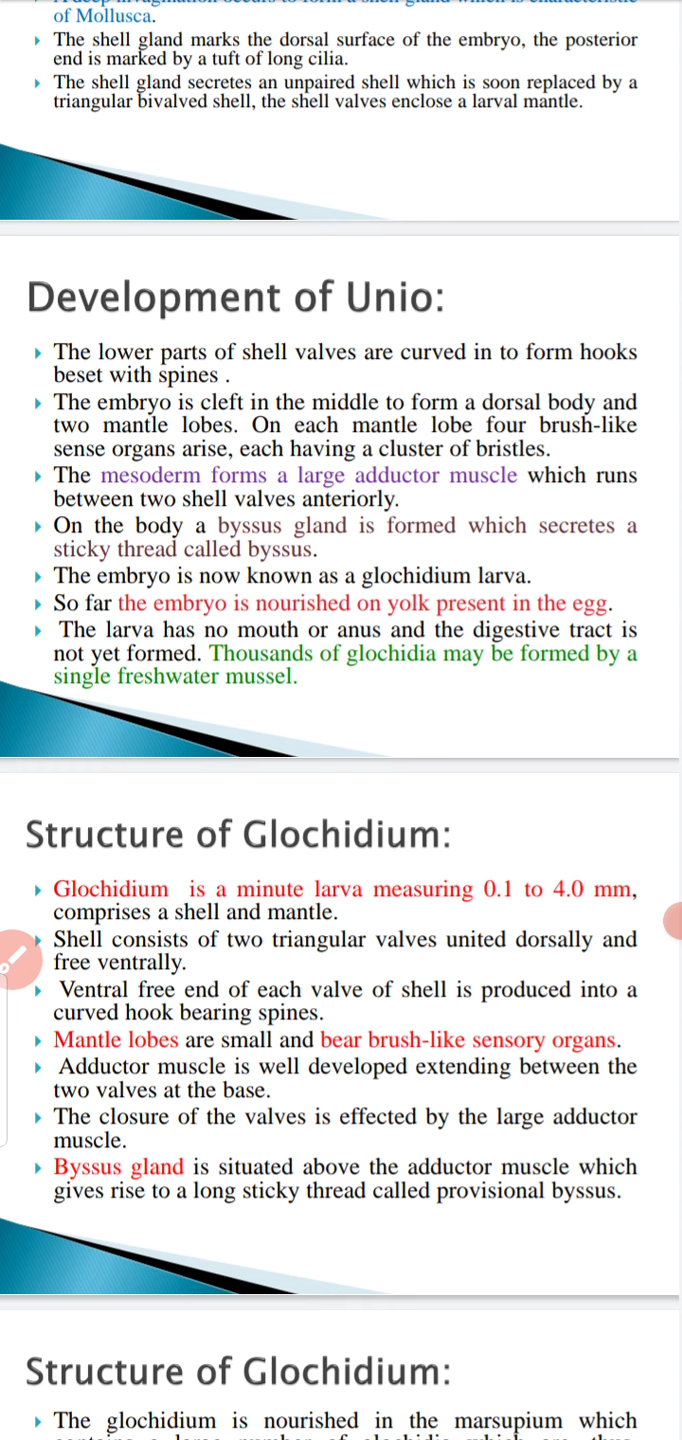 of Mollusca.
The shell gland marks the dorsal surface of the embryo, the posterior
end is marked by a tuft of long cilia.
The shell gland secretes an unpaired shell which is soon replaced by a
triangular bivalved shell, the shell valves enclose a larval mantle.
Development of Unio:
The lower parts of shell valves are curved in to form hooks
beset with spines .
The embryo is cleft in the middle to form a dorsal body and
two mantle lobes. On each mantle lobe four brush-like
sense organs arise, each having a cluster of bristles.
The mesoderm forms a large adductor muscle which runs
between two shell valves anteriorly.
On the body a byssus gland is formed which secretes a
sticky thread called byssus.
The embryo is now known as a glochidium larva.
So far the embryo is nourished on yolk present in the egg.
The larva has no mouth or anus and the digestive tract is
not yet formed. Thousands of glochidia may be formed by a
single freshwater mussel.
Structure of Glochidium:
Glochidium is a minute larva measuring 0.1 to 4.0 mm,
comprises a shell and mantle.
Shell consists of two triangular valves united dorsally and
free ventrally.
Ventral free end of each valve of shell is produced into a
curved hook bearing spines.
Mantle lobes are small and bear brush-like sensory organs.
Adductor muscle is well developed extending between the
two valves at the base.
The closure of the valves is effected by the large adductor
muscle.
Byssus gland is situated above the adductor muscle which
gives rise to a long sticky thread called provisional byssus.
Structure of Glochidium:
The glochidium is nourished in the marsupium which